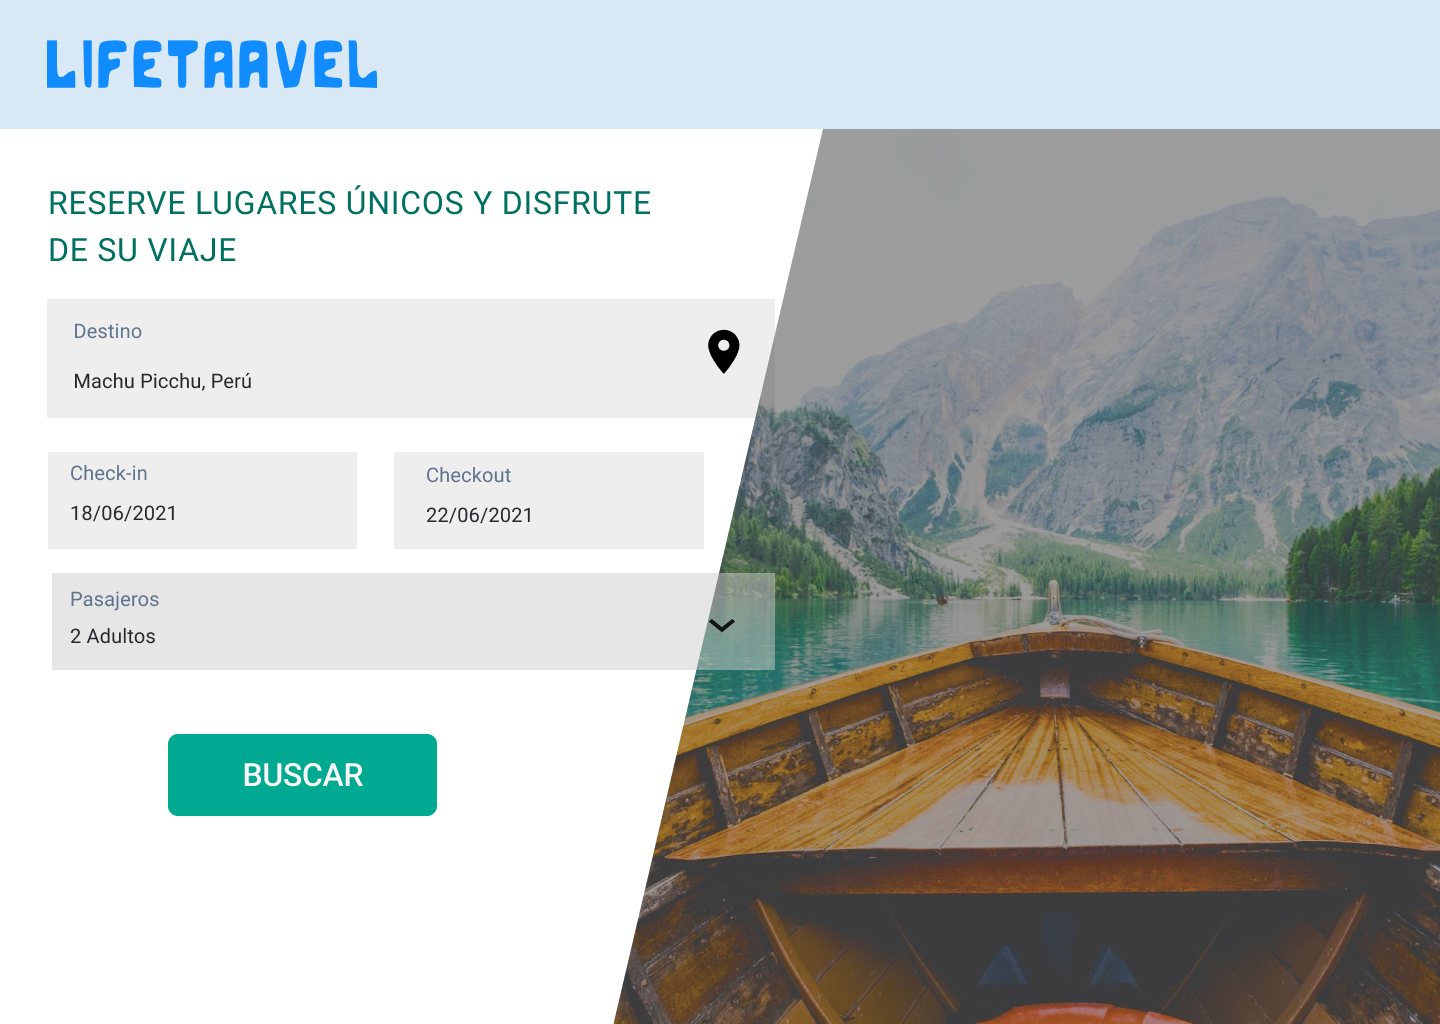 LIFETRAVEL
RESERVE LUGARES ÚNICOS Y DISFRUTE
DE SU VIAJE
Destino
Machu Picchu, Perú
Check-in
18/06/2021
Checkout
22/06/2021
Pasajeros
2 Adultos
BUSCAR